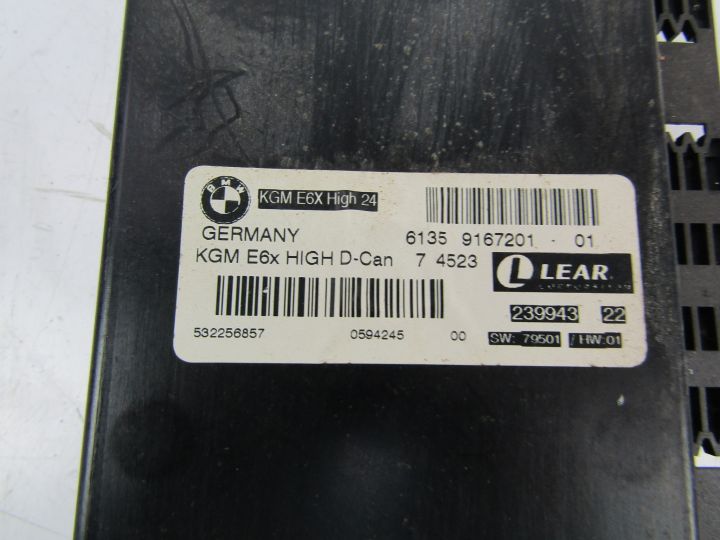 BMW
KGM E6X High 24
GERMANY 6135 9167201 - 01
KGM E6x HIGH D-Can 7 4523
L LEAR.
CORPORATION
239943 22
532256857 0594245 00 SW: 79501 / HW:01